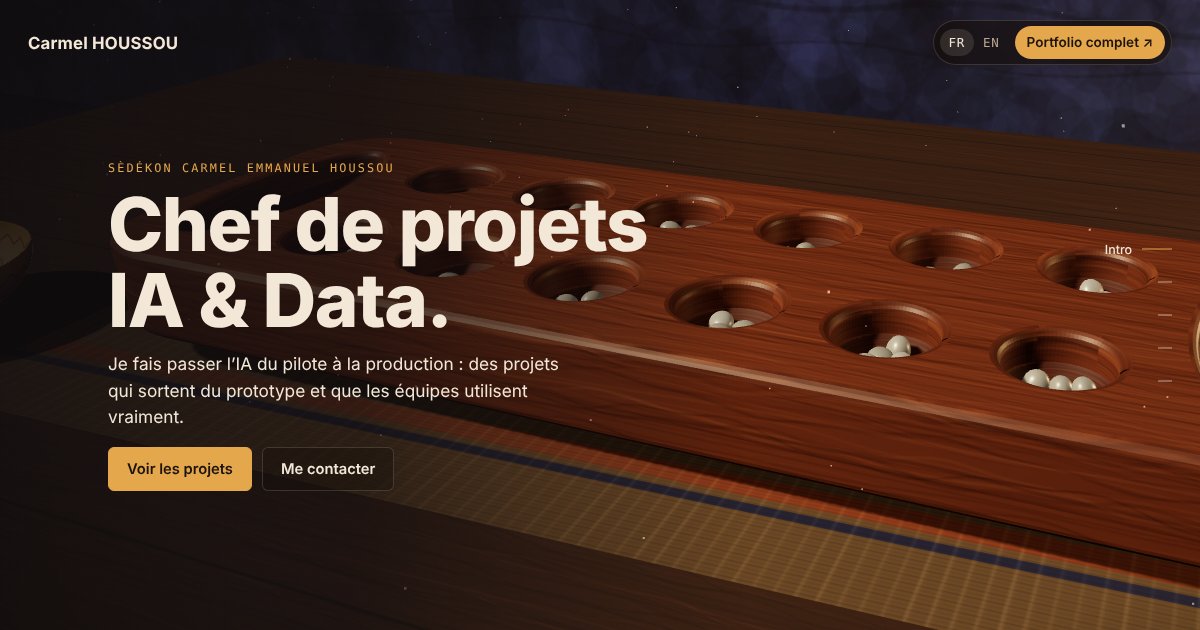 Carmel HOUSSOU
FR EN Portfolio complet ↗
SÈDÉKON CARMEL EMMANUEL HOUSSOU
Chef de projets
IA & Data.
Intro
Je fais passer l’IA du pilote à la production : des projets
qui sortent du prototype et que les équipes utilisent
vraiment.
Voir les projets
Me contacter